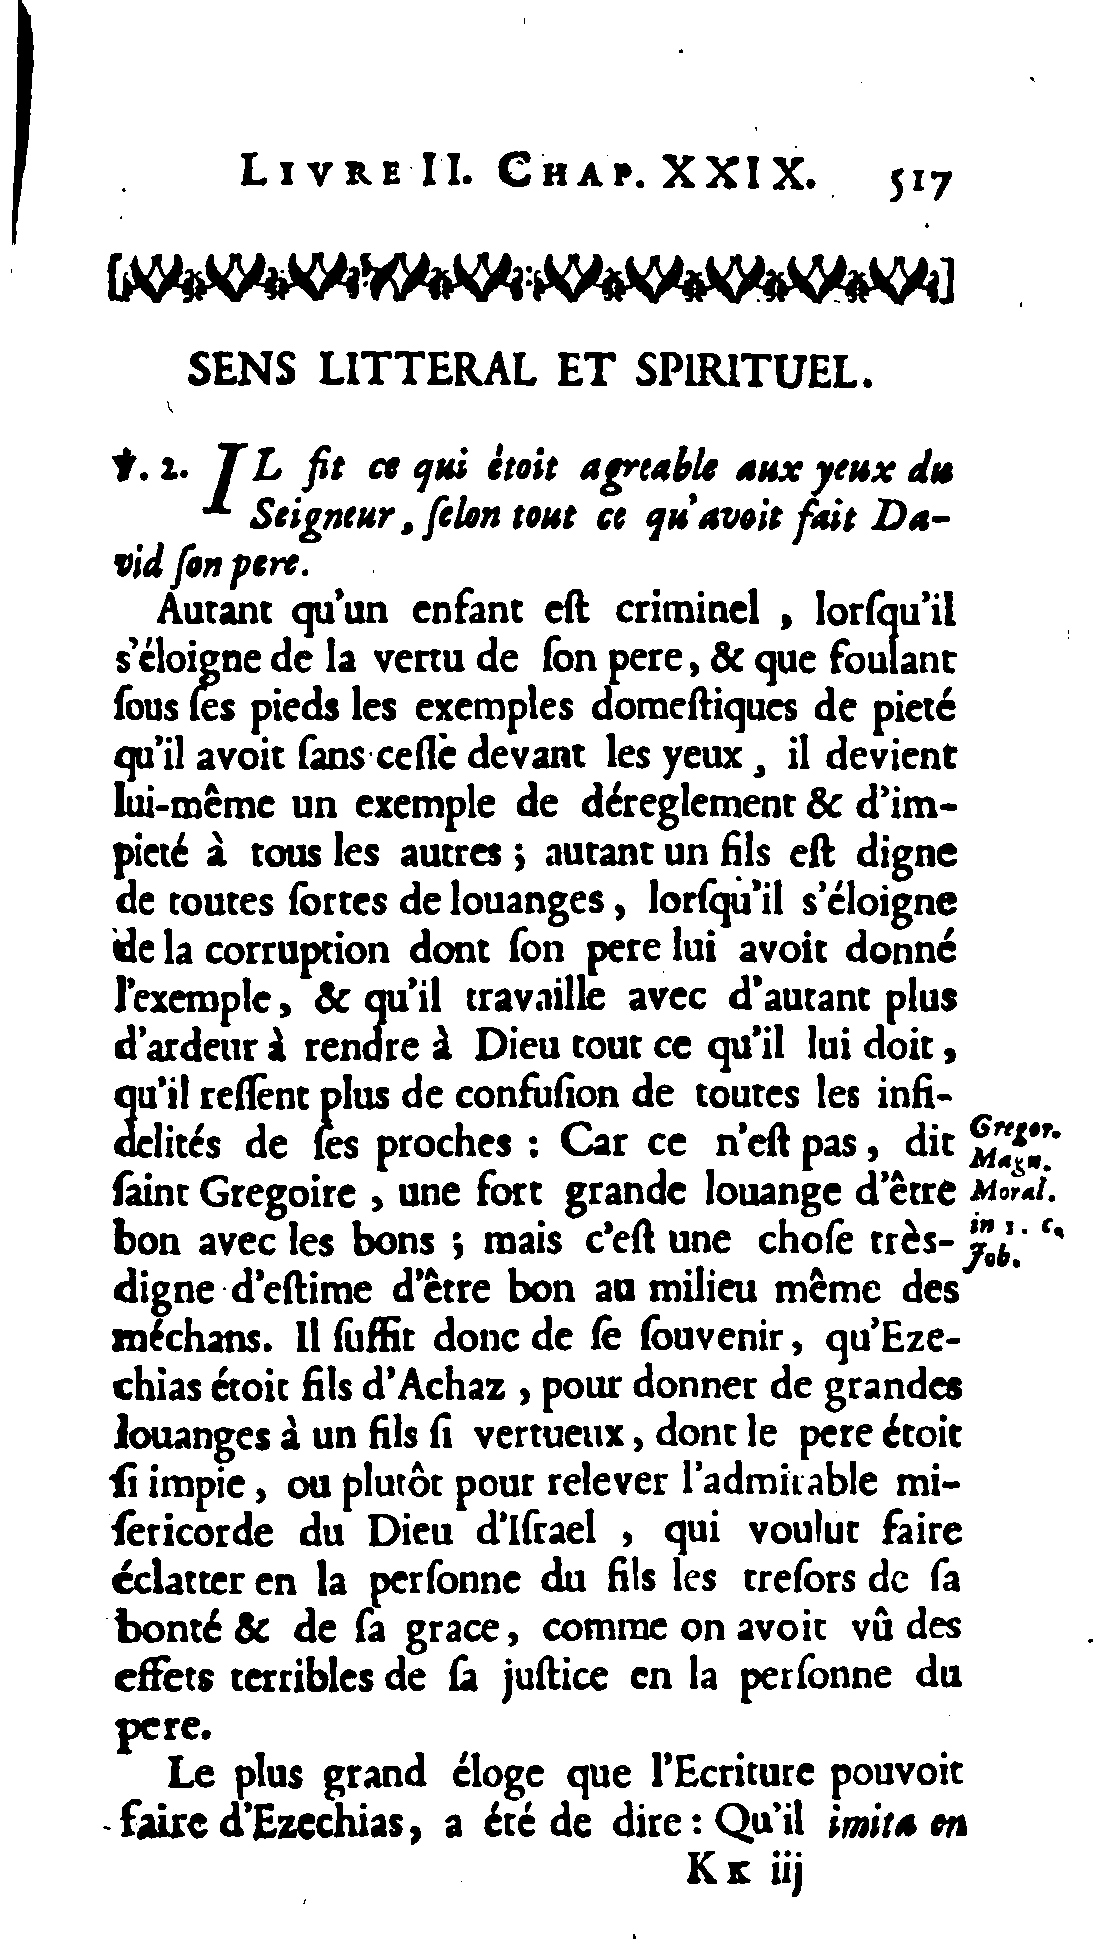 LIVRE II. CHAP. XXIX. 517
SENS LITTERAL ET SPIRITUEL.
℣. 2. IL fit ce qui étoit agreable aux yeux du
Seigneur, ſelon tout ce qu'avoit fait Da-
vid ſon pere.
Autant qu'un enfant eſt criminel, lorſqu'il
s'éloigne de la vertu de ſon pere, & que foulant
ſous ſes pieds les exemples domeſtiques de pieté
qu'il avoit ſans ceſſe devant les yeux, il devient
lui-même un exemple de déreglement & d'im-
pieté à tous les autres ; autant un fils eſt digne
de toutes ſortes de louanges, lorſqu'il s'éloigne
de la corruption dont ſon pere lui avoit donné
l'exemple, & qu'il travaille avec d'autant plus
d'ardeur à rendre à Dieu tout ce qu'il lui doit,
qu'il reſſent plus de confuſion de toutes les infi-
delités de ſes proches : Car ce n'eſt pas, dit
ſaint Gregoire, une fort grande louange d'être
bon avec les bons ; mais c'eſt une choſe très-
digne d'eſtime d'être bon au milieu même des
méchans. Il ſuffit donc de ſe ſouvenir, qu'Eze-
chias étoit fils d'Achaz, pour donner de grandes
louanges à un fils ſi vertueux, dont le pere étoit
ſi impie, ou plutôt pour relever l'admirable mi-
ſericorde du Dieu d'Iſrael, qui voulut faire
éclatter en la perſonne du fils les treſors de ſa
bonté & de ſa grace, comme on avoit vû des
effets terribles de ſa juſtice en la perſonne du
pere.
Le plus grand éloge que l'Ecriture pouvoit
faire d'Ezechias, a été de dire : Qu'il imita en
Gregor.
Magn.
Moral.
in 1. c.
Job.
K K iij